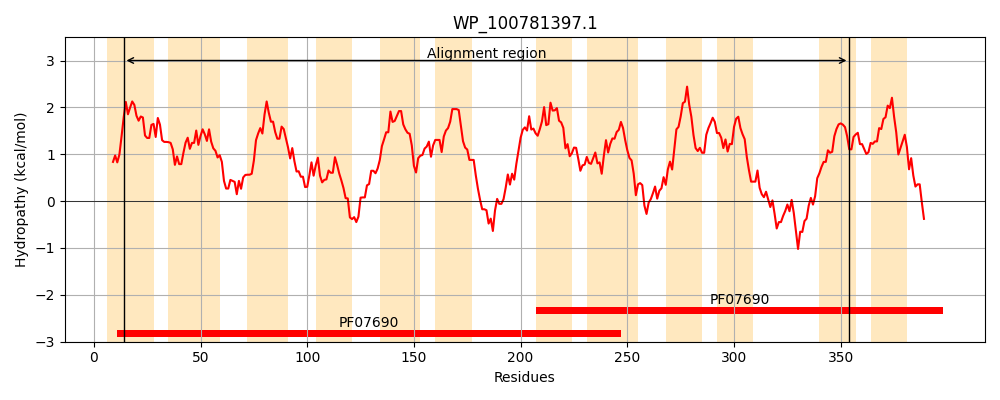 WP_100781397.1
Alignment region
Hydropathy (kcal/mol)
3
2
1
0
−1
−2
−3
PF07690
PF07690
0 50 100 150 200 250 300 350
Residues